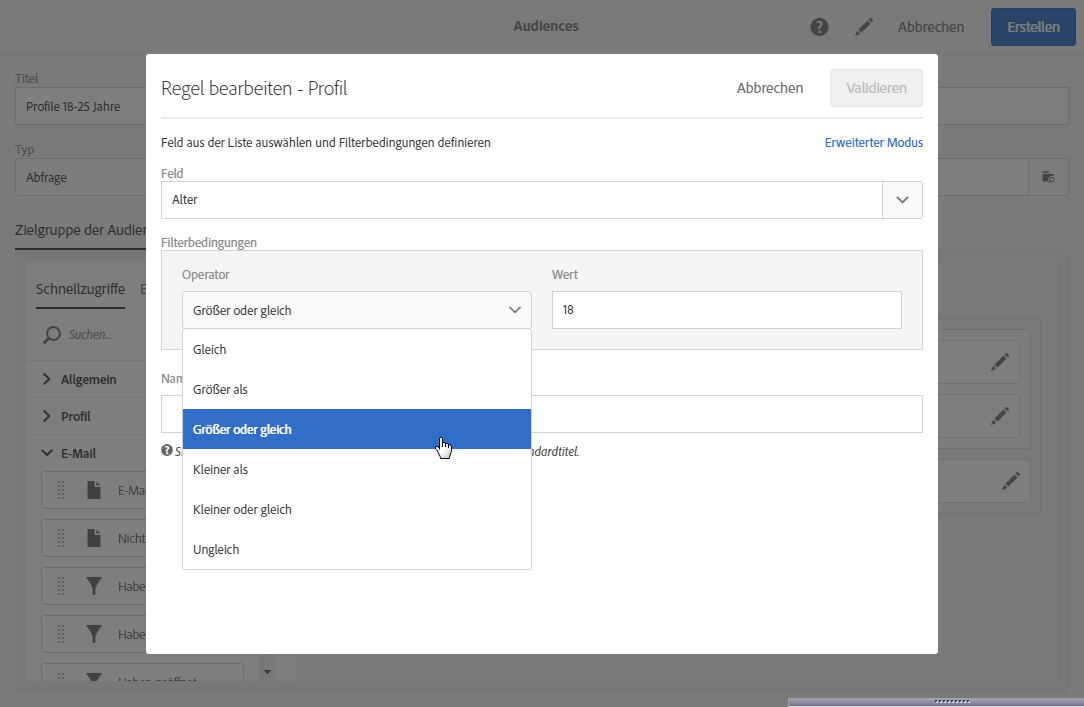 Audiences
Abbrechen
Erstellen
Titel
Profile 18-25 Jahre
Typ
Abfrage
Zielgruppe der Audien
Schnellzugriffe
Suchen...
Allgemein
Profil
E-Mail
E-Ma
Nicht
Habe
Habe
Regel bearbeiten - Profil
Abbrechen
Validieren
Feld aus der Liste auswählen und Filterbedingungen definieren
Erweiterter Modus
Feld
Alter
Filterbedingungen
Operator
Wert
Größer oder gleich
18
Gleich
Größer als
Größer oder gleich
Kleiner als
Kleiner oder gleich
Ungleich
Nam
ndardtitel.